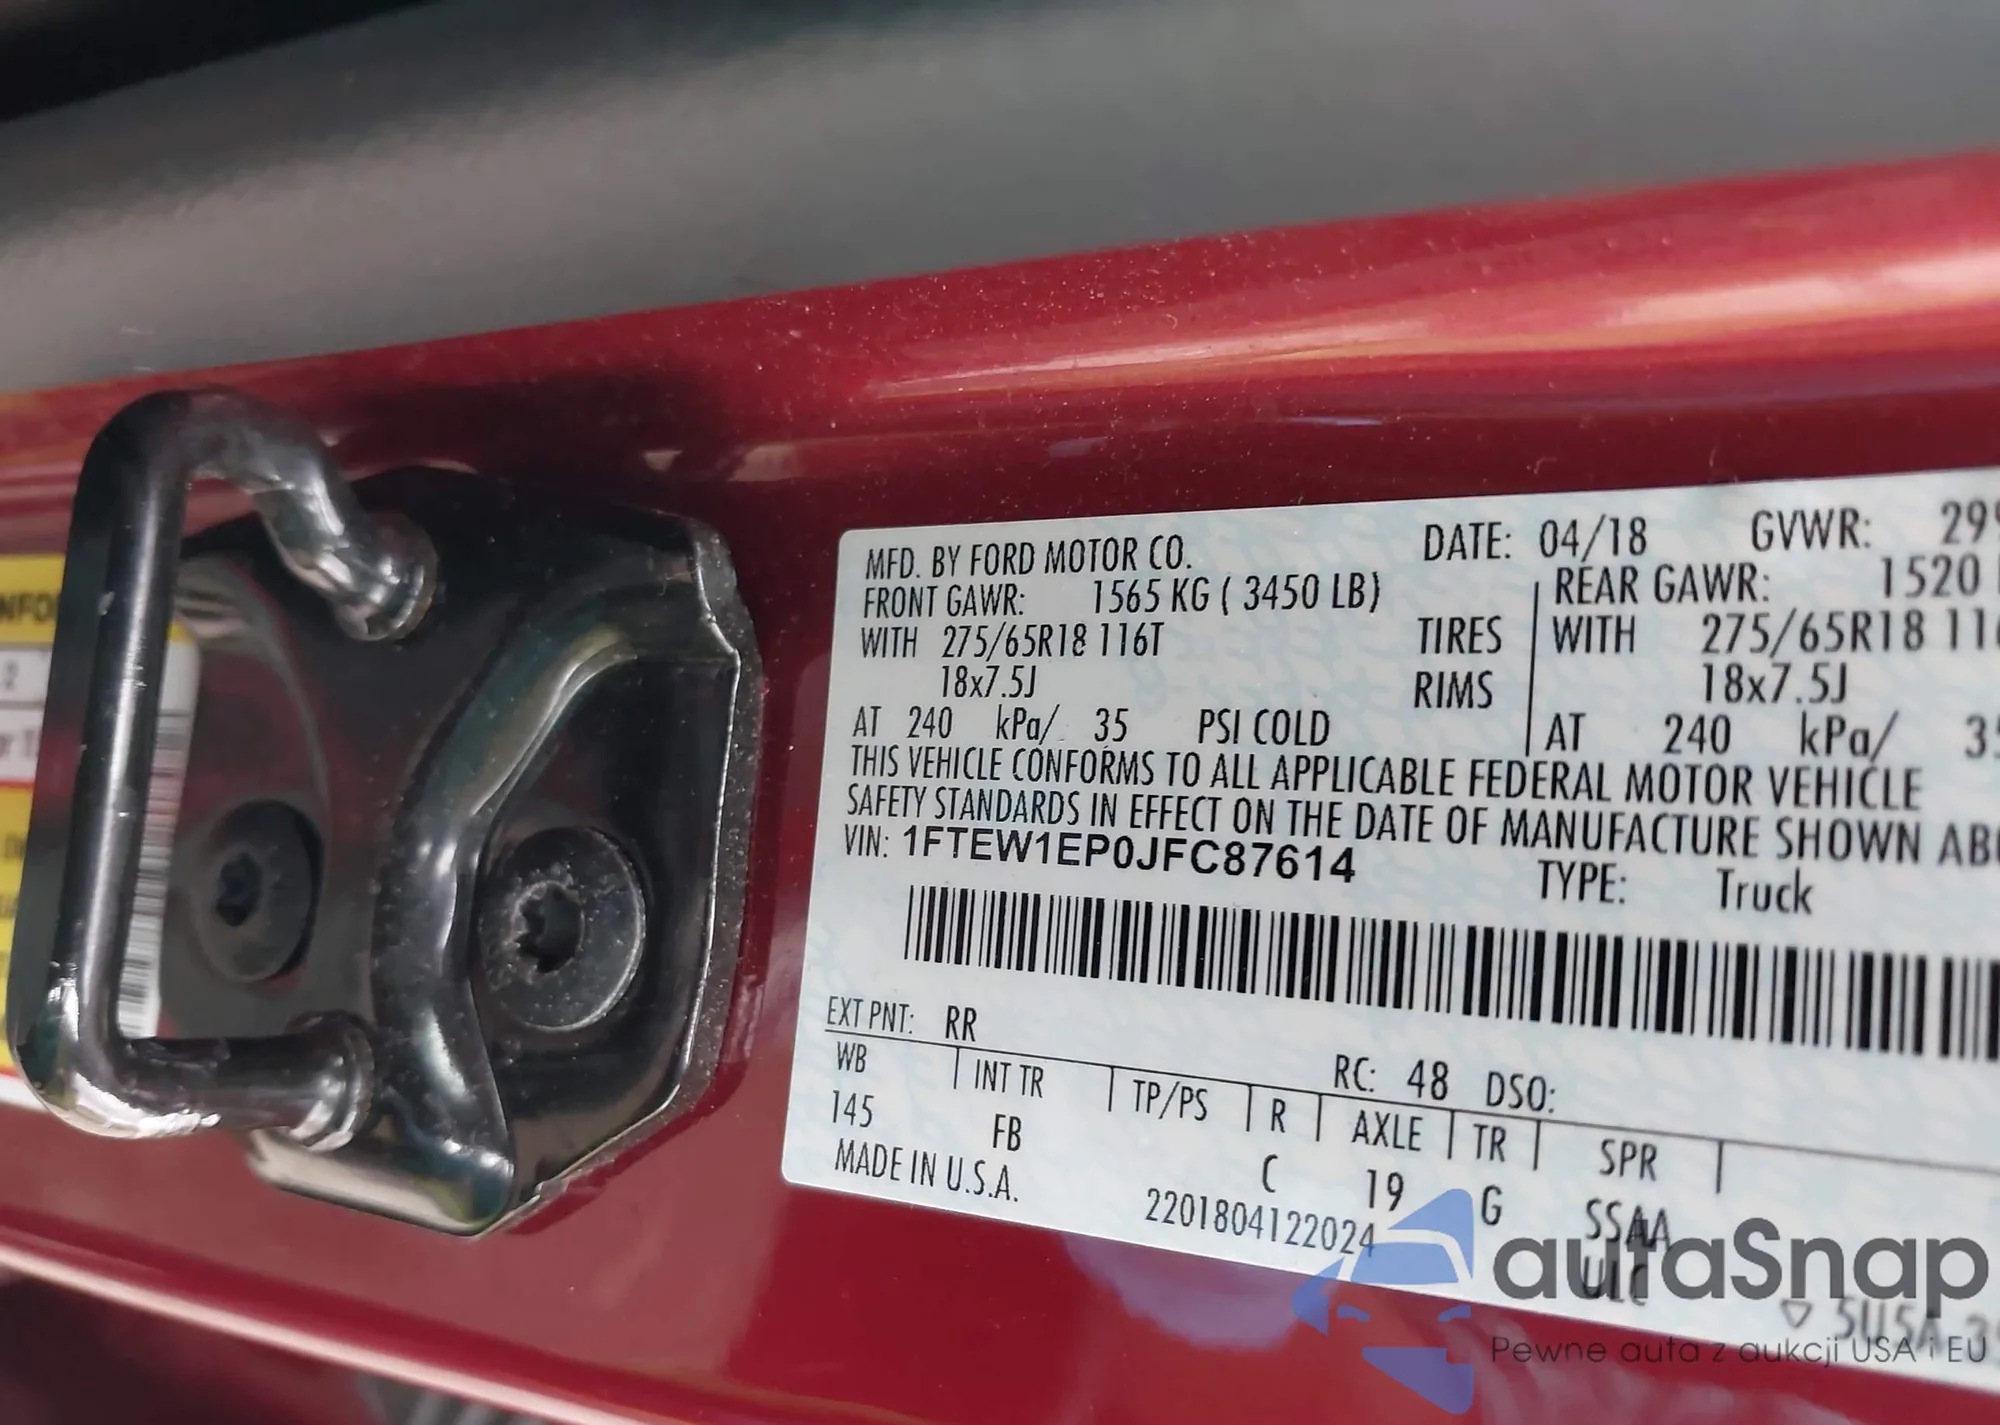 MFD. BY FORD MOTOR CO. DATE: 04/18 GVWR:
FRONT GAWR: 1565 KG ( 3450 LB) REAR GAWR: 1520
WITH 275/65R18 116T TIRES WITH 275/65R18
18x7.5J RIMS 18x7.5J
AT 240 kPa/ 35 PSI COLD AT 240 kPa/
THIS VEHICLE CONFORMS TO ALL APPLICABLE FEDERAL MOTOR VEHICLE
SAFETY STANDARDS IN EFFECT ON THE DATE OF MANUFACTURE SHOWN
VIN: 1FTEW1EP0JFC87614
TYPE: Truck
EXT PNT: RR RC: 48 DSO:
WB INT TR TP/PS R AXLE TR SPR
145 FB C 19 G SSAA
MADE IN U.S.A. 2201804122024
ULC
autaSnap
Pewne auta z aukcji USA i EU